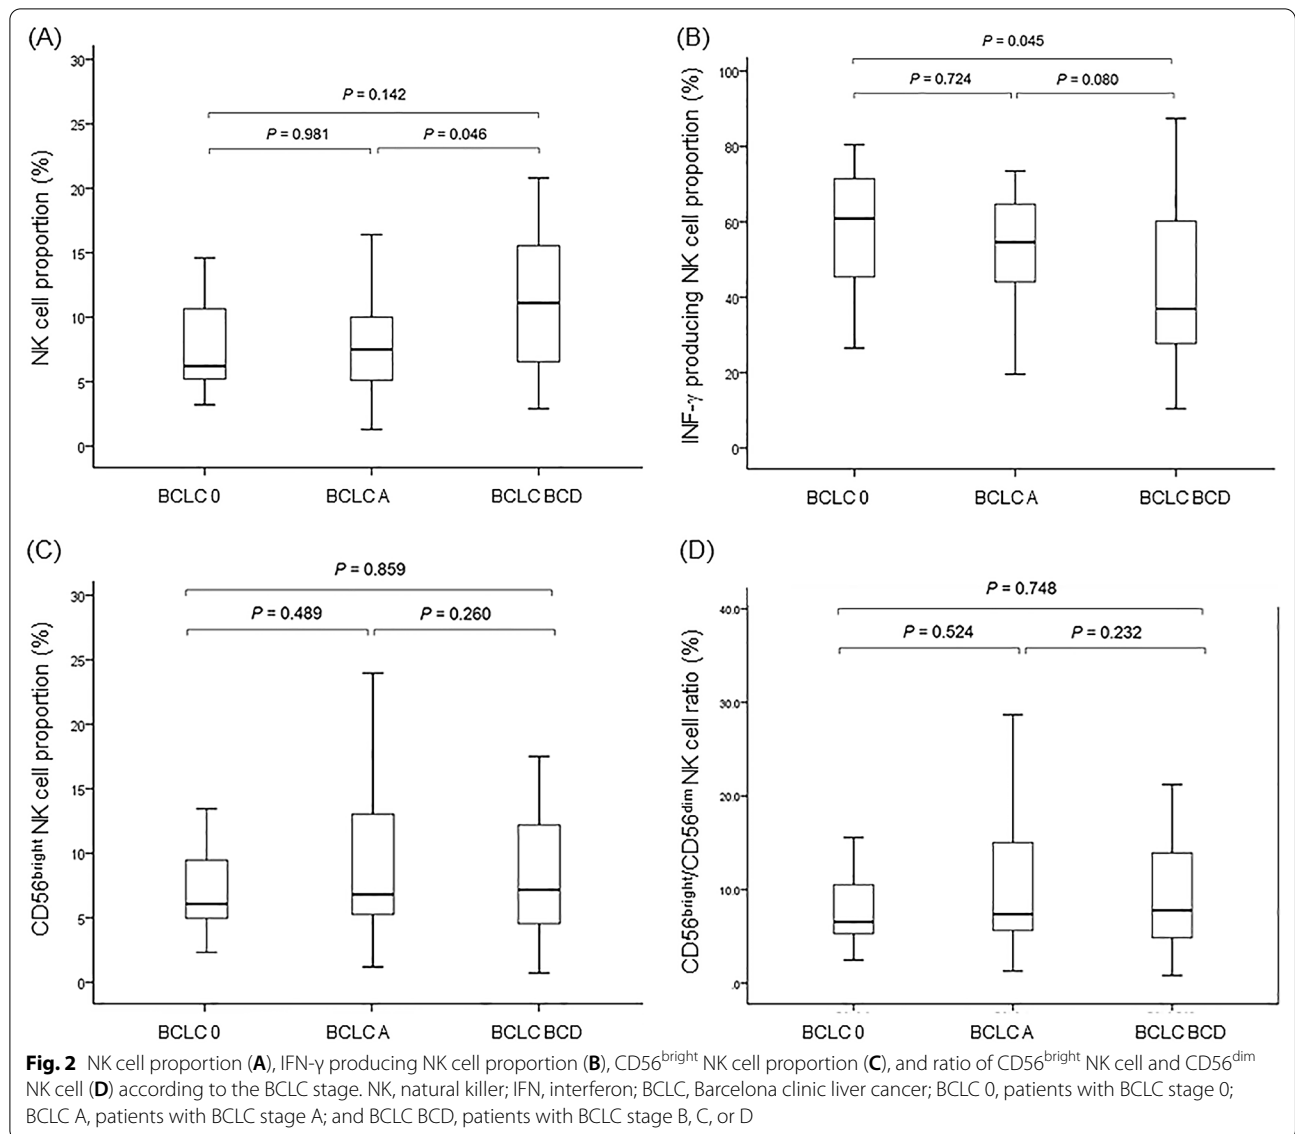 (A)
NK cell proportion (%)
30
25
20
15
10
5
0
P = 0.142
P = 0.981
P = 0.046
BCLC 0
BCLC A
BCLC BCD
(B)
INF-γ producing NK cell proportion (%)
100
80
60
40
20
0
P = 0.045
P = 0.724
P = 0.080
BCLC 0
BCLC A
BCLC BCD
(C)
CD56bright NK cell proportion (%)
30
25
20
15
10
5
0
P = 0.859
P = 0.489
P = 0.260
BCLC 0
BCLC A
BCLC BCD
(D)
CD56bright/CD56dim NK cell ratio (%)
40.0
30.0
20.0
10.0
.0
P = 0.748
P = 0.524
P = 0.232
BCLC 0
BCLC A
BCLC BCD
Fig. 2 NK cell proportion (A), IFN-γ producing NK cell proportion (B), CD56bright NK cell proportion (C), and ratio of CD56bright NK cell and CD56dim
NK cell (D) according to the BCLC stage. NK, natural killer; IFN, interferon; BCLC, Barcelona clinic liver cancer; BCLC 0, patients with BCLC stage 0;
BCLC A, patients with BCLC stage A; and BCLC BCD, patients with BCLC stage B, C, or D